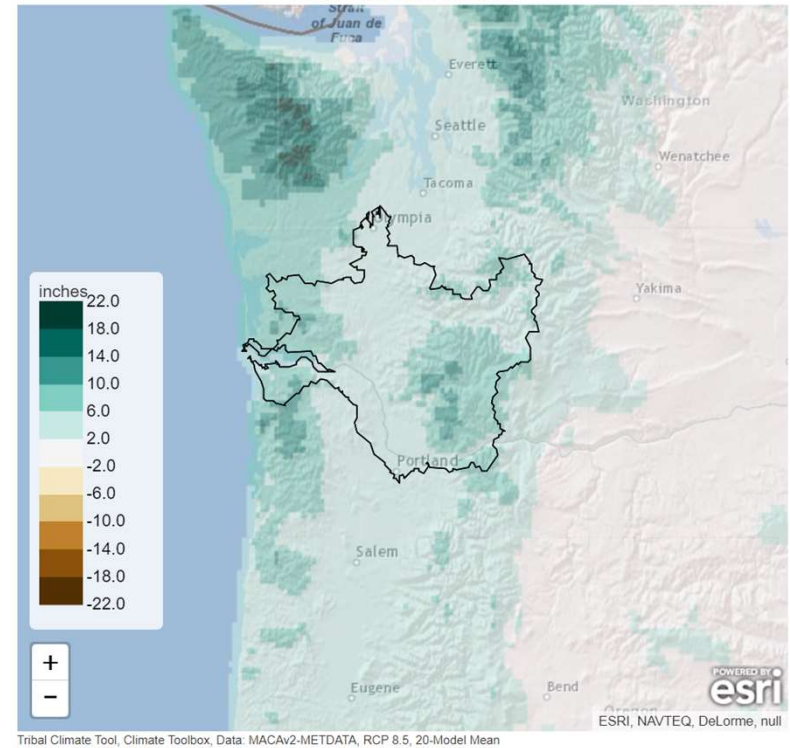 Strait
of Juan de
Fuca
Everett
Washington
Seattle
Wenatchee
Tacoma
Olympia
Yakima
inches
22.0
18.0
14.0
10.0
6.0
2.0
-2.0
-6.0
-10.0
-14.0
-18.0
-22.0
Portland
Salem
+
−
Eugene
Bend
Oregon
POWERED BY
esri
ESRI, NAVTEQ, DeLorme, null
Tribal Climate Tool, Climate Toolbox, Data: MACAv2-METDATA, RCP 8.5, 20-Model Mean